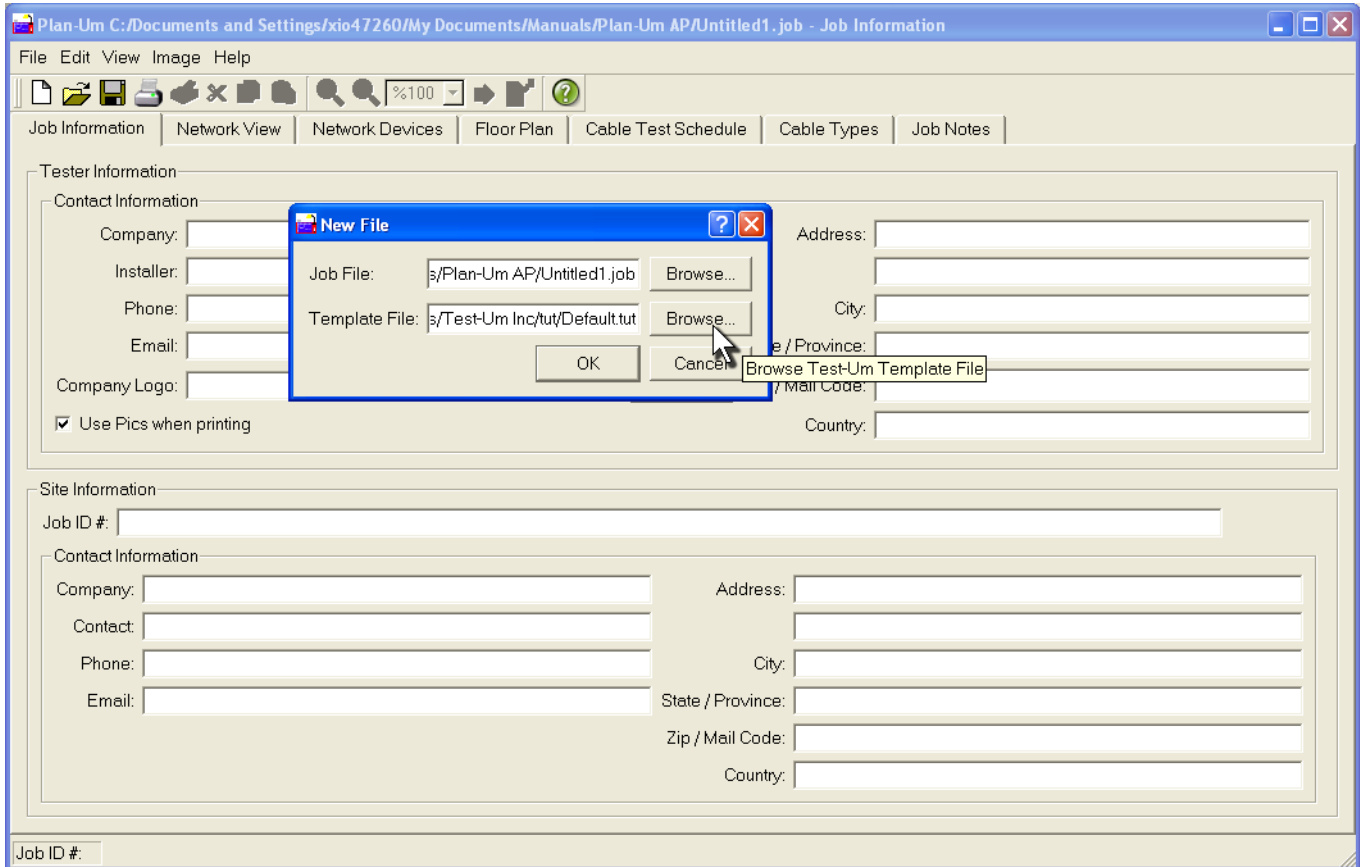 Plan-Um C:/Documents and Settings/xio47260/My Documents/Manuals/Plan-Um AP/Untitled1.job - Job Information
File Edit View Image Help
%100
Job Information Network View Network Devices Floor Plan Cable Test Schedule Cable Types Job Notes
Tester Information
Contact Information
Company:
Installer:
Phone:
Email:
Company Logo:
Use Pics when printing
New File
Job File: s/Plan-Um AP/Untitled1.job Browse...
Template File: s/Test-Um Inc/tut/Default.tut Browse...
OK Cancel
Browse Test-Um Template File
Address:
City:
e / Province:
/ Mail Code:
Country:
Site Information
Job ID #:
Contact Information
Company:
Contact:
Phone:
Email:
Address:
City:
State / Province:
Zip / Mail Code:
Country:
Job ID #: